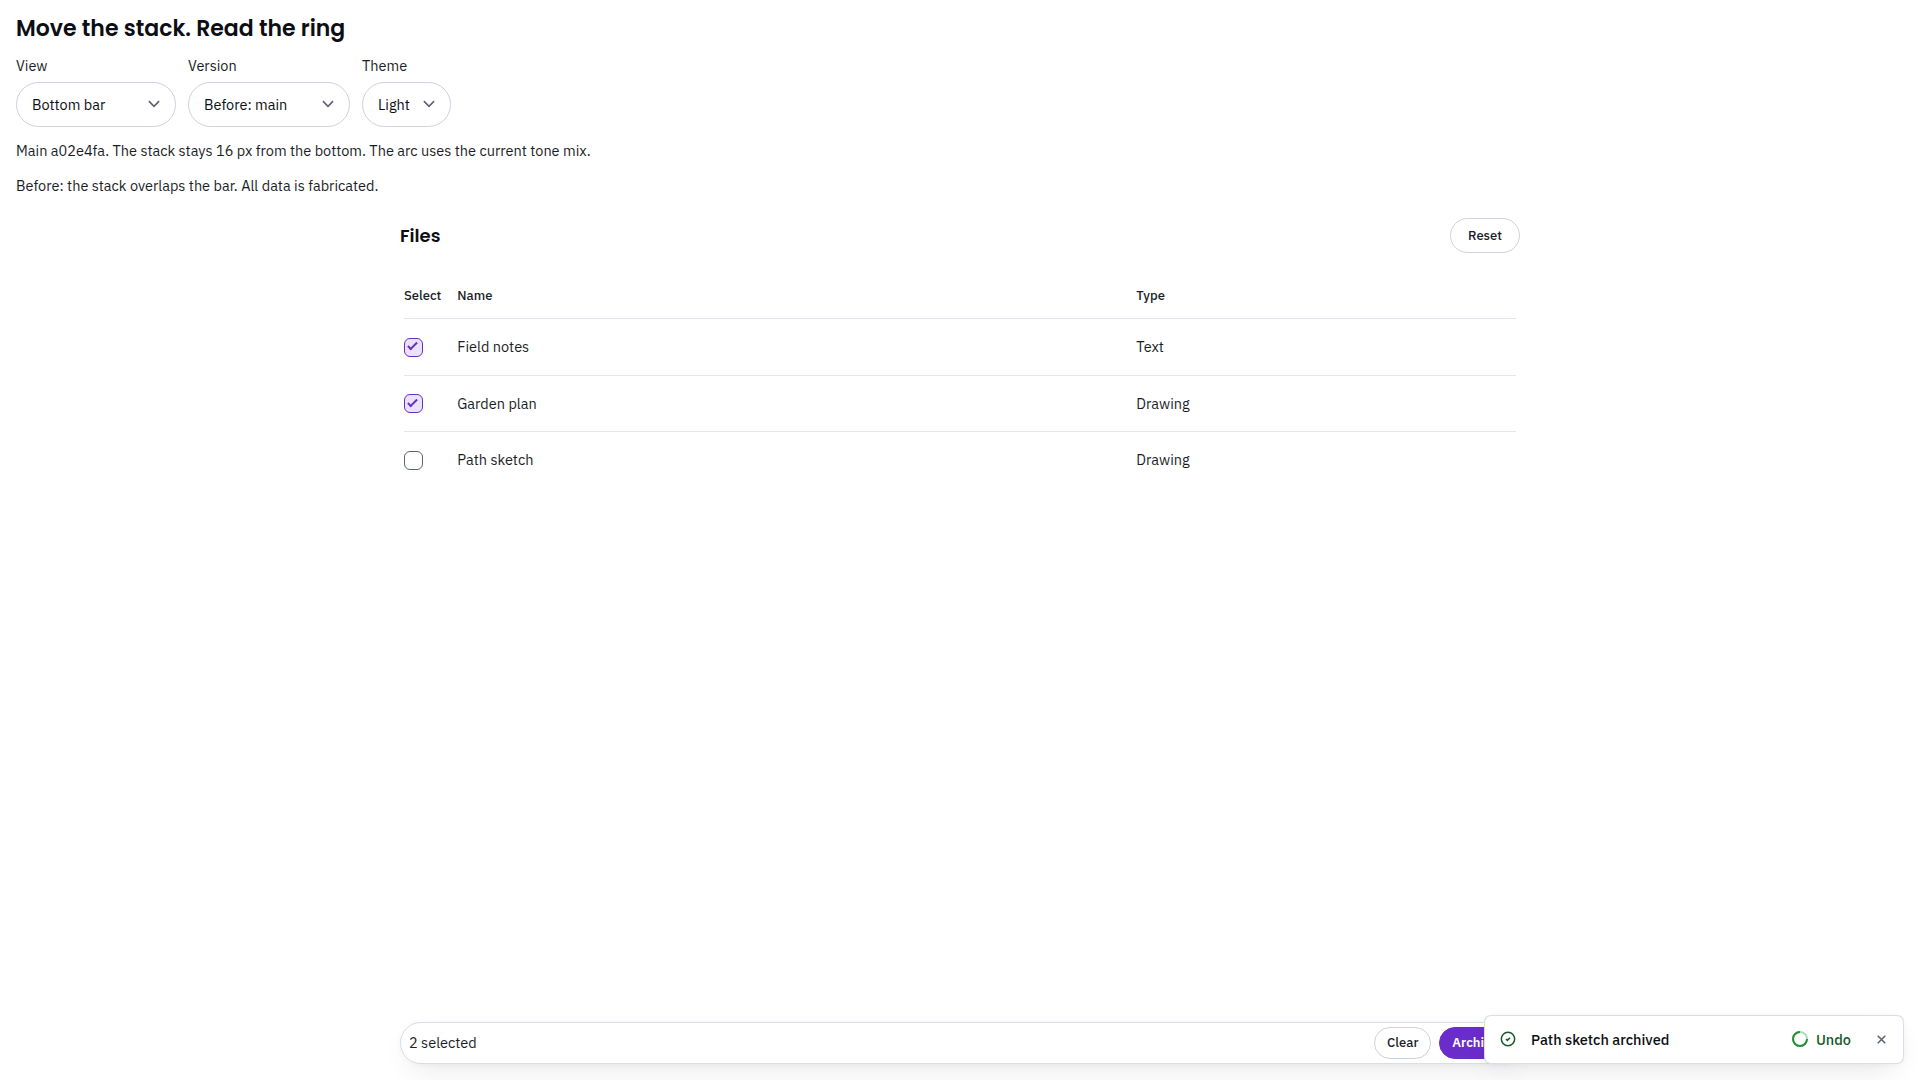 Move the stack. Read the ring
View Version Theme
Bottom bar Before: main Light
Main a02e4fa. The stack stays 16 px from the bottom. The arc uses the current tone mix.
Before: the stack overlaps the bar. All data is fabricated.
Files Reset
Select Name Type
Field notes Text
Garden plan Drawing
Path sketch Drawing
2 selected Clear Archi Path sketch archived Undo